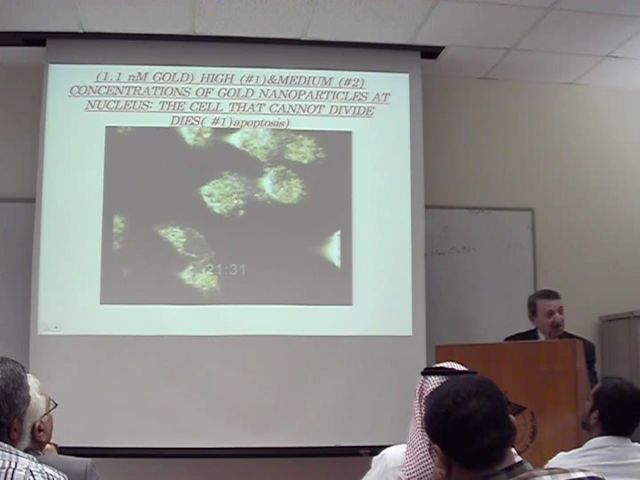 (1.1 nM GOLD) HIGH (#1)&MEDIUM (#2)
CONCENTRATIONS OF GOLD NANOPARTICLES AT
NUCLEUS: THE CELL THAT CANNOT DIVIDE
DIES( #1)apoptosis)
21:31